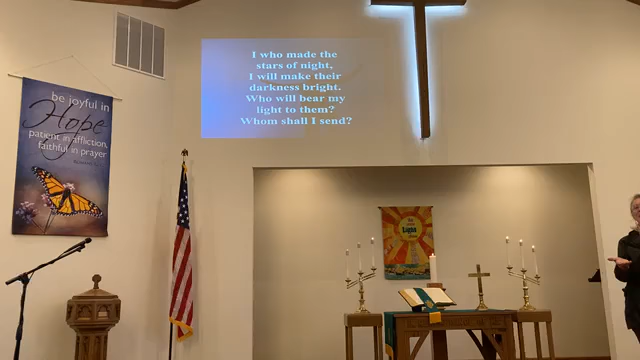 I who made the
stars of night,
I will make their
darkness bright.
Who will bear my
light to them?
Whom shall I send?
be joyful in
Hope
patient in affliction,
faithful in prayer
Light